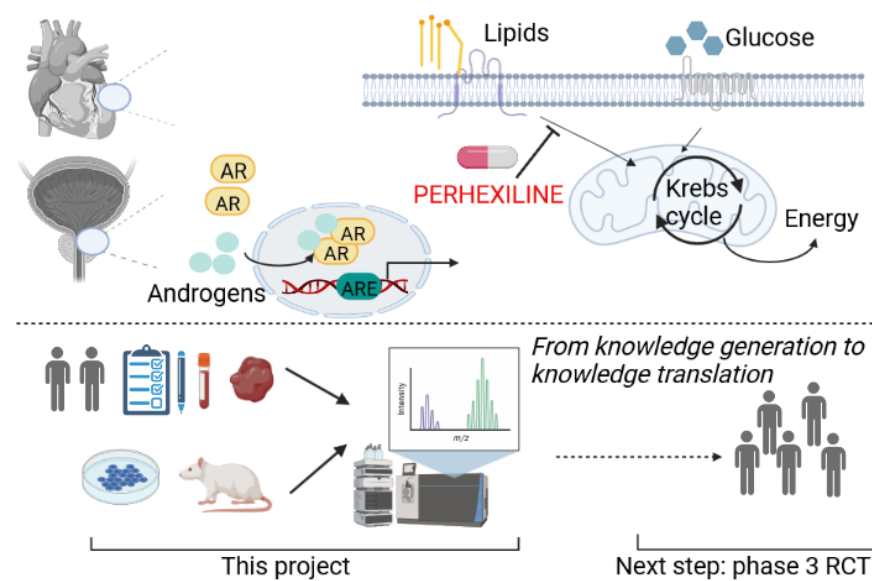 Lipids
Glucose
AR
AR
PERHEXILINE
Krebs
cycle
Energy
AR
AR
Androgens
ARE
From knowledge generation to
knowledge translation
Intensity
m/z
This project
Next step: phase 3 RCT